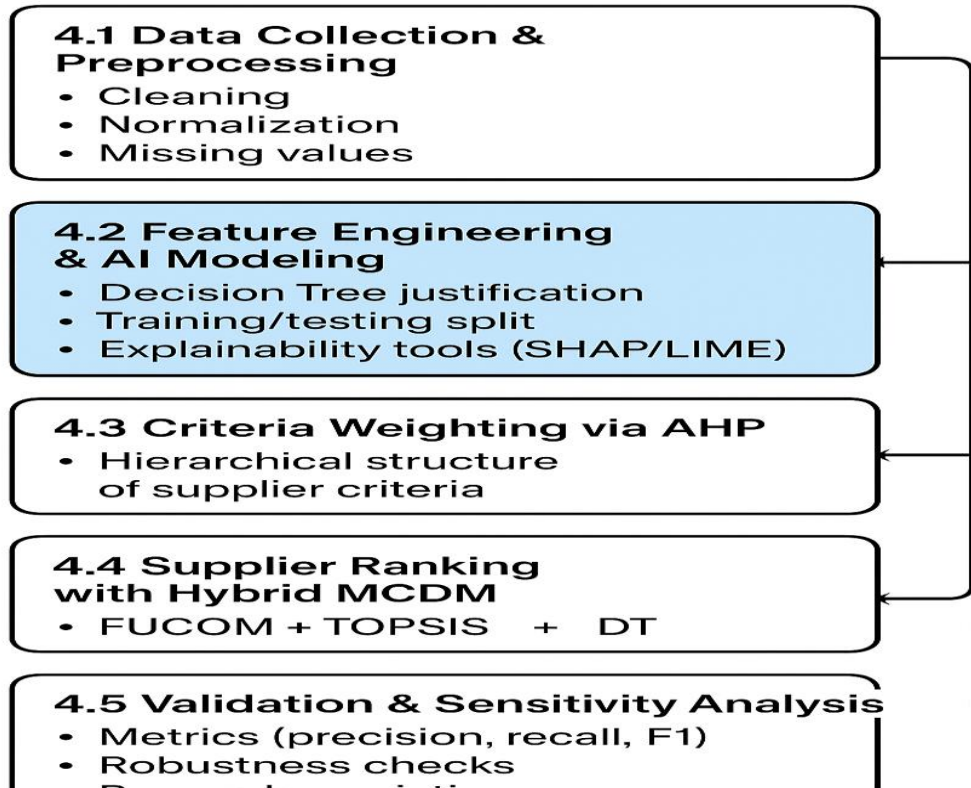 4.1 Data Collection &
Preprocessing
• Cleaning
• Normalization
• Missing values
4.2 Feature Engineering
& AI Modeling
• Decision Tree justification
• Training/testing split
• Explainability tools (SHAP/LIME)
4.3 Criteria Weighting via AHP
• Hierarchical structure
of supplier criteria
4.4 Supplier Ranking
with Hybrid MCDM
• FUCOM + TOPSIS + DT
4.5 Validation & Sensitivity Analysis
• Metrics (precision, recall, F1)
• Robustness checks